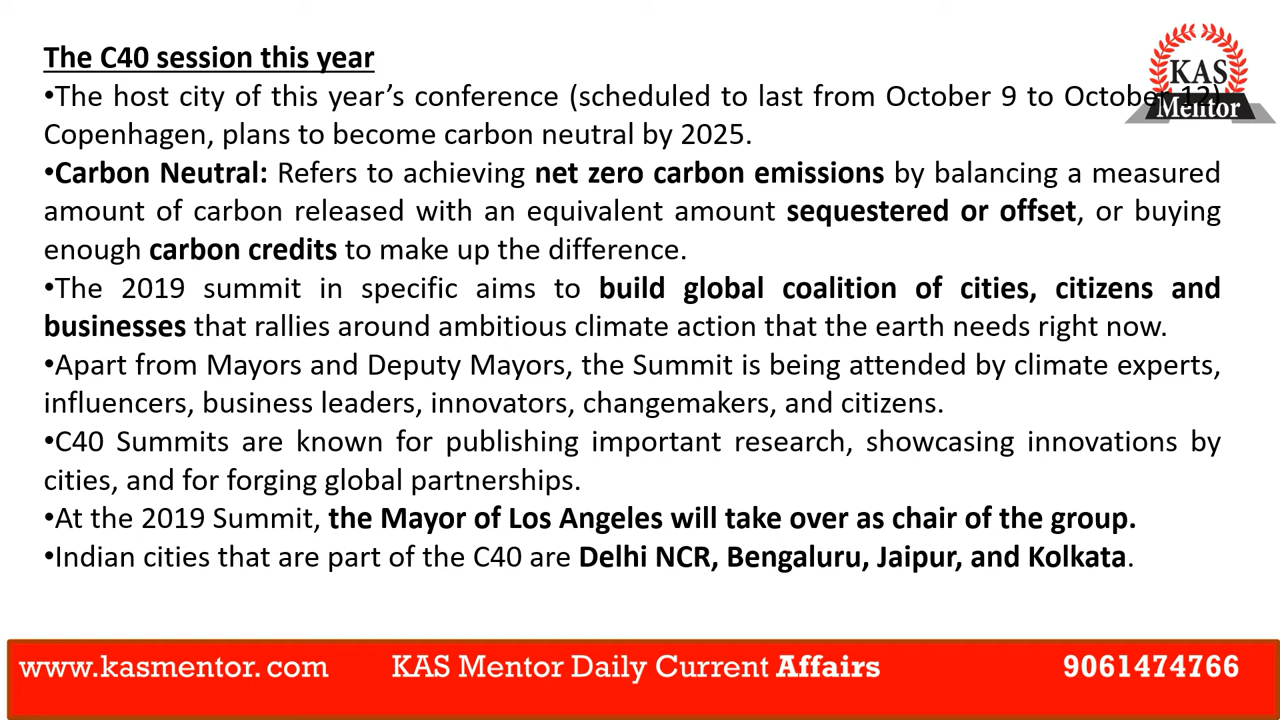 The C40 session this year
KAS
Mentor
•The host city of this year’s conference (scheduled to last from October 9 to October 12)
Copenhagen, plans to become carbon neutral by 2025.
•Carbon Neutral: Refers to achieving net zero carbon emissions by balancing a measured
amount of carbon released with an equivalent amount sequestered or offset, or buying
enough carbon credits to make up the difference.
•The 2019 summit in specific aims to build global coalition of cities, citizens and
businesses that rallies around ambitious climate action that the earth needs right now.
•Apart from Mayors and Deputy Mayors, the Summit is being attended by climate experts,
influencers, business leaders, innovators, changemakers, and citizens.
•C40 Summits are known for publishing important research, showcasing innovations by
cities, and for forging global partnerships.
•At the 2019 Summit, the Mayor of Los Angeles will take over as chair of the group.
•Indian cities that are part of the C40 are Delhi NCR, Bengaluru, Jaipur, and Kolkata.
www.kasmentor. com KAS Mentor Daily Current Affairs 9061474766